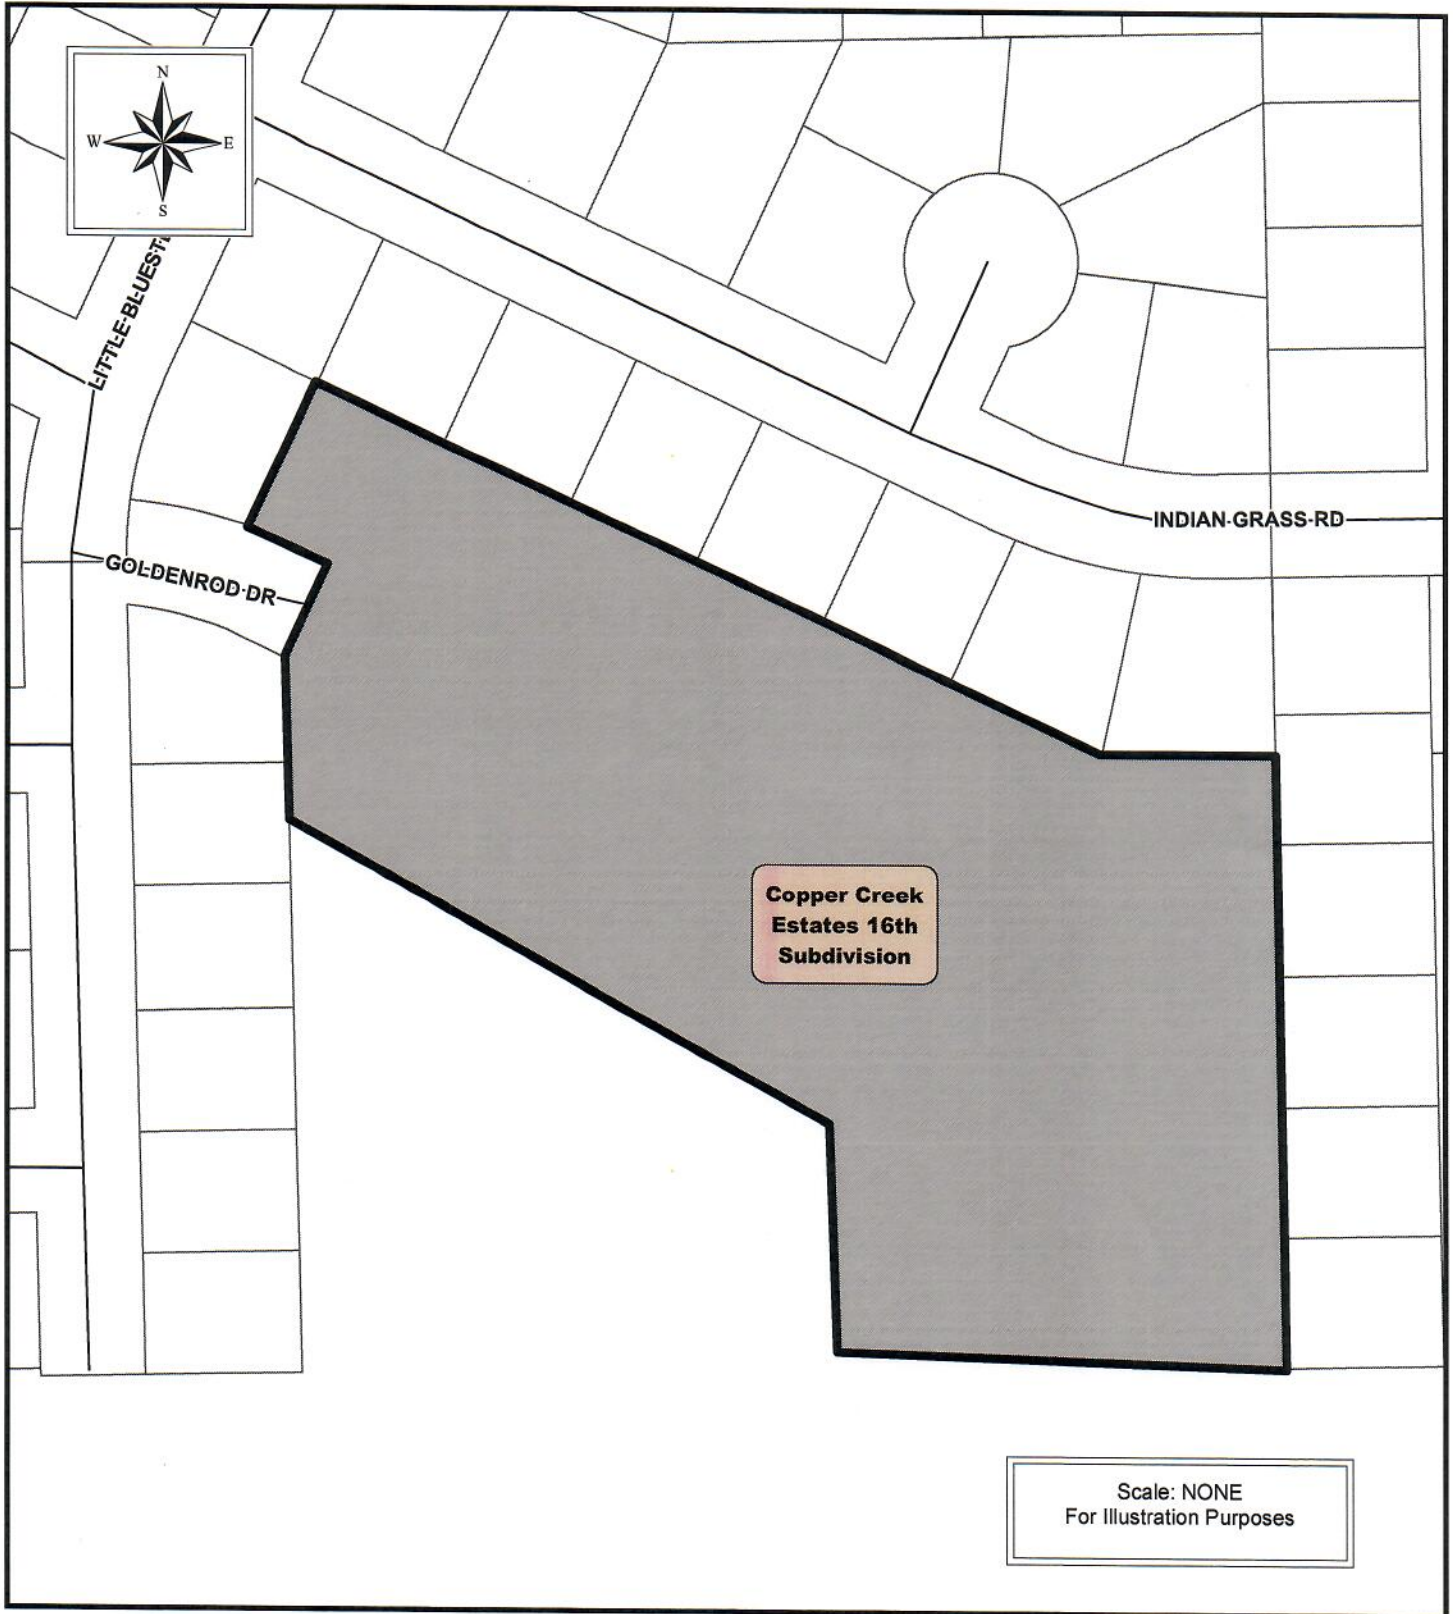 N
W E
S
LITTLE BLUEST
INDIAN GRASS RD
GOLDENROD DR
Copper Creek
Estates 16th
Subdivision
Scale: NONE
For Illustration Purposes